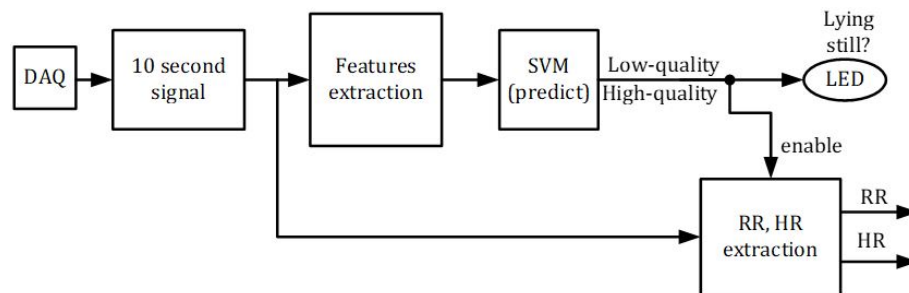 Lying
still?
DAQ
10 second
signal
Features
extraction
SVM
(predict)
Low-quality
High-quality
LED
enable
RR, HR
extraction
RR
HR